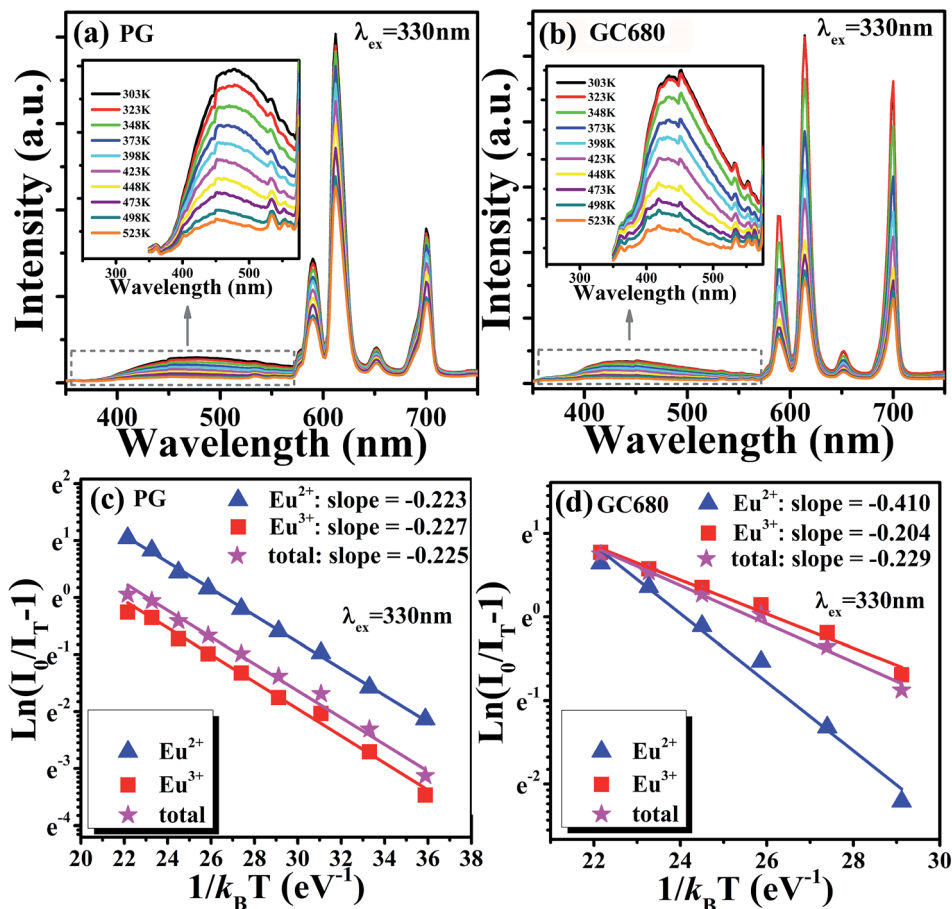 (a) PG
λex=330nm
303K
323K
348K
373K
398K
423K
448K
473K
498K
523K
300 400 500
Wavelength (nm)
Intensity (a.u.)
400 500 600 700
Wavelength (nm)
(b) GC680
λex=330nm
303K
323K
348K
373K
398K
423K
448K
473K
498K
523K
300 400 500
Wavelength (nm)
Intensity (a.u.)
400 500 600 700
Wavelength (nm)
(c) PG
Eu2+: slope = -0.223
Eu3+: slope = -0.227
total: slope = -0.225
λex=330nm
Ln(I0/IT-1)
e2
e1
e0
e-1
e-2
e-3
e-4
Eu2+
Eu3+
total
20 22 24 26 28 30 32 34 36 38
1/kBT (eV-1)
(d) GC680
Eu2+: slope = -0.410
Eu3+: slope = -0.204
total: slope = -0.229
λex=330nm
Ln(I0/IT-1)
e1
e0
e-1
e-2
Eu2+
Eu3+
total
22 24 26 28 30
1/kBT (eV-1)